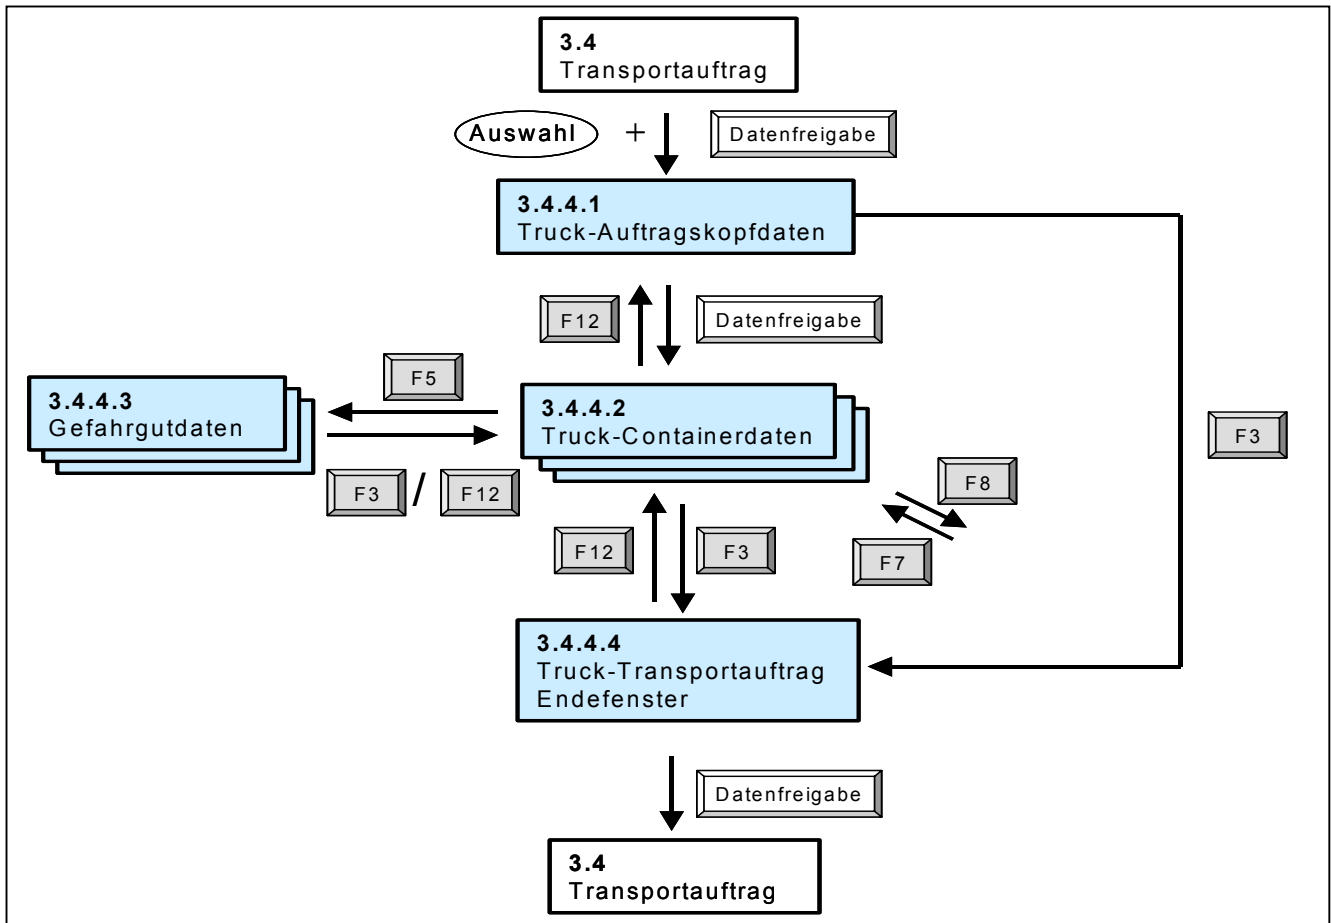 3.4
Transportauftrag
Auswahl + Datenfreigabe
3.4.4.1
Truck-Auftragskopfdaten
F12 Datenfreigabe
F5
3.4.4.3
Gefahrgutdaten
3.4.4.2
Truck-Containerdaten
F3
F3 / F12
F8
F12 F3
F7
3.4.4.4
Truck-Transportauftrag
Endefenster
Datenfreigabe
3.4
Transportauftrag